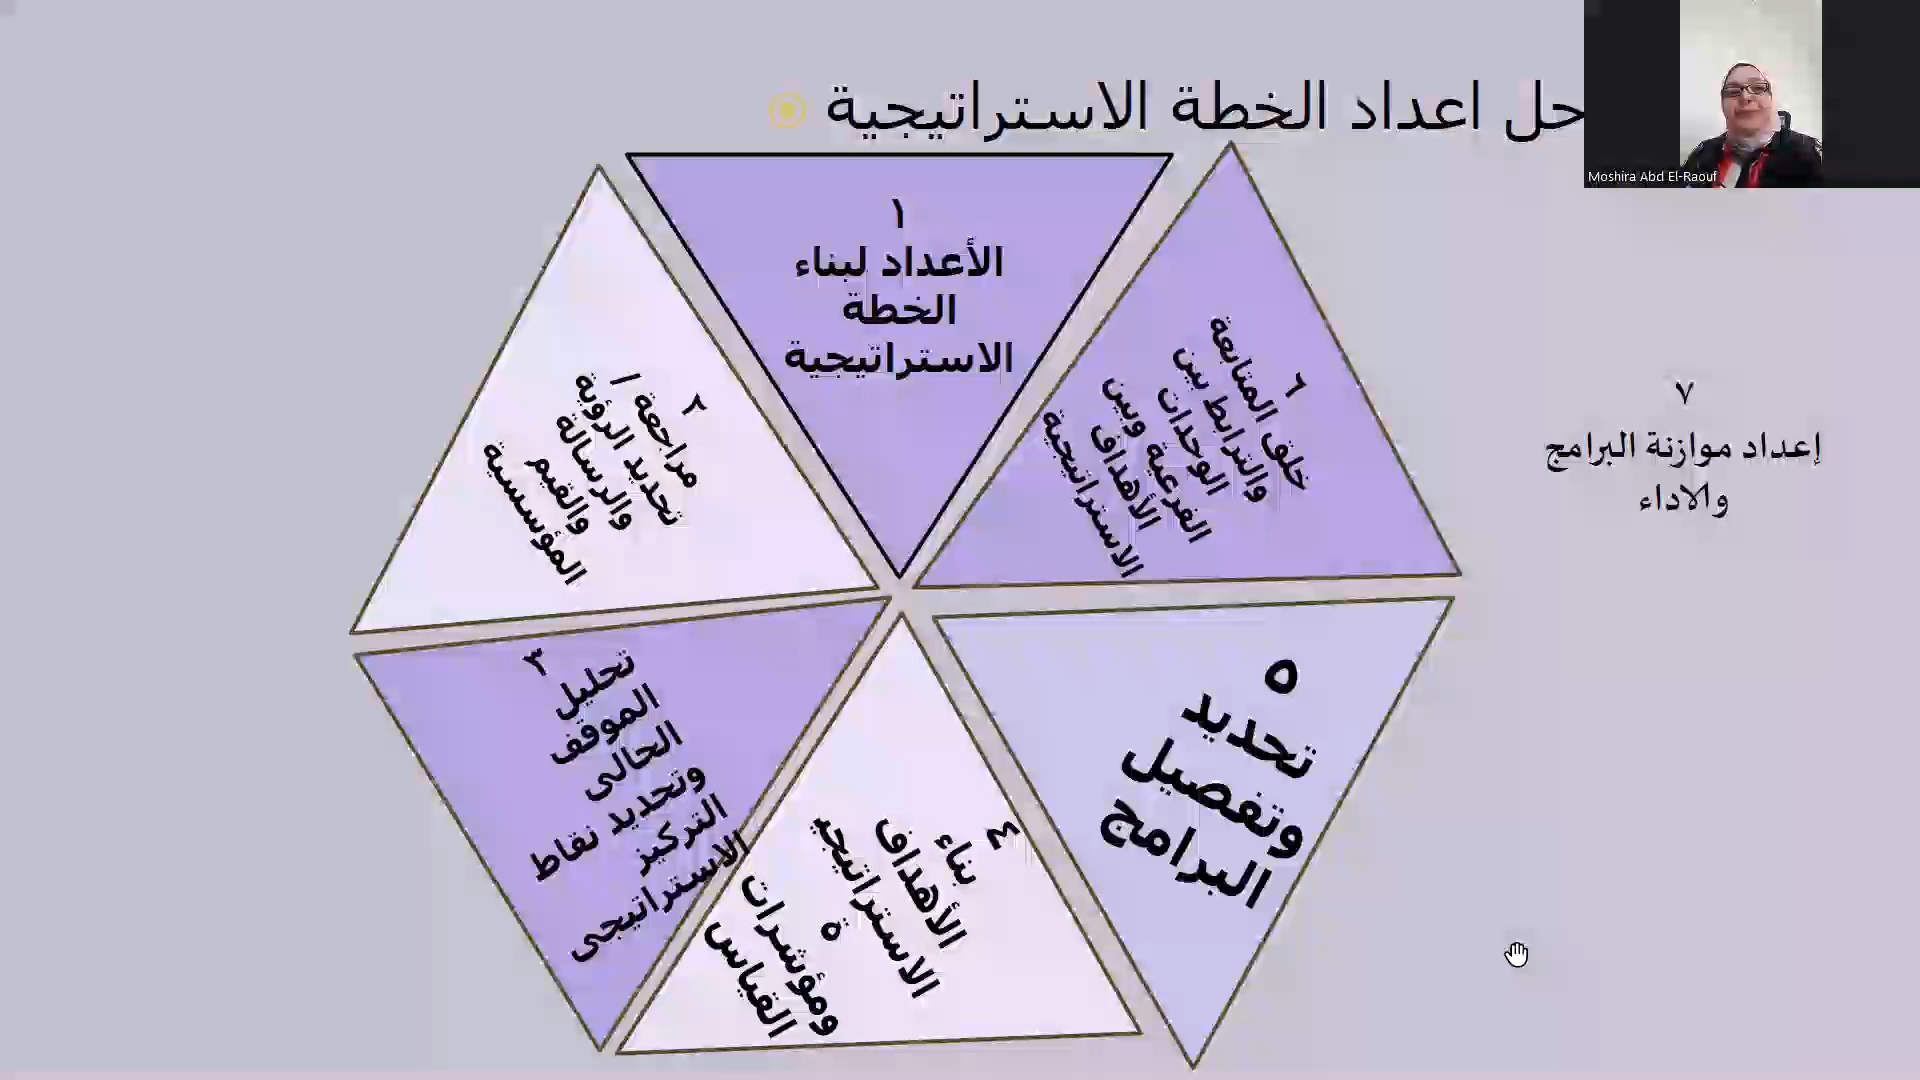 حل اعداد الخطة الاستراتيجية
Moshira Abd El-Raouf
١
الأعداد لبناء
الخطة
الاستراتيجية
٢
مراجعة /
تحديد الرؤية
والرسالة
والقيم
المؤسسية
٣
تحليل
الموقف
الحالى
وتحديد نقاط
التركيز
الاستراتيجى
٤
بناء
الأهداف
الاستراتيجي
ة
ومؤشرات
القياس
٥
تحديد
وتفصيل
البرامج
٦
خلق المتابعة
والترابط بين
الوحدات
الفرعية وبين
الأهداف
الاستراتيجية
٧
إعداد موازنة البرامج
والاداء